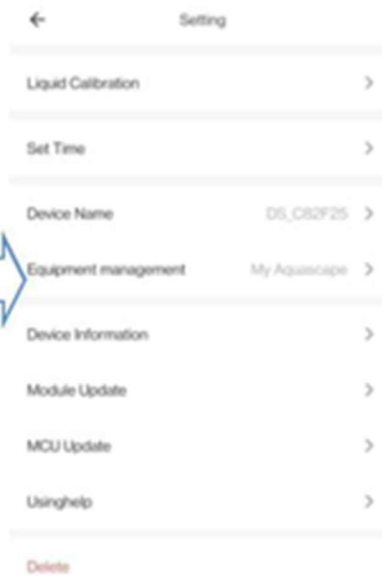 Setting
Liquid Calibration
Set Time
Device Name DS_C82F25
Equipment management My Aquascape
Device Information
Module Update
MCU Update
Usinghelp
Delete